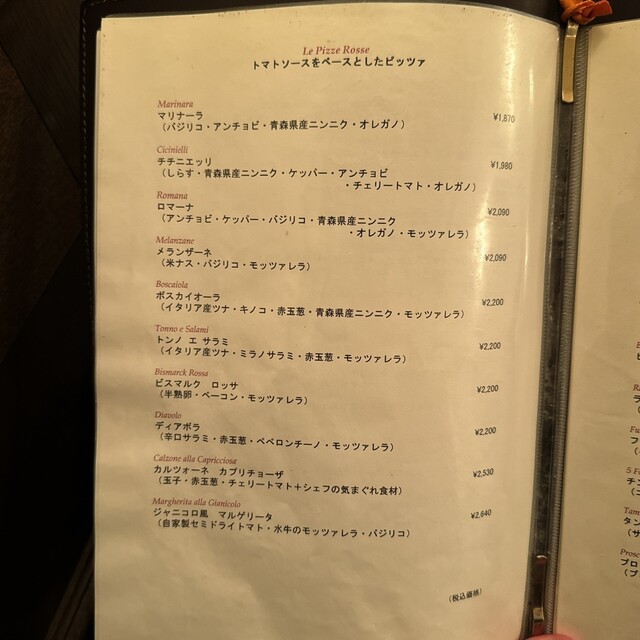 Le Pizze Rosse
トマトソースをベースとしたピッツァ
Marinara
マリナーラ ¥1,870
（バジリコ・アンチョビ・青森県産ニンニク・オレガノ）
Cicinielli
チチニエッリ ¥1,980
（しらす・青森県産ニンニク・ケッパー・アンチョビ
・チェリートマト・オレガノ）
Romana
ロマーナ ¥2,090
（アンチョビ・ケッパー・バジリコ・青森県産ニンニク
・オレガノ・モッツァレラ）
Melanzane
メランザーネ ¥2,090
（米ナス・バジリコ・モッツァレラ）
Boscaiola
ボスカイオーラ ¥2,200
（イタリア産ツナ・キノコ・赤玉葱・青森県産ニンニク・モッツァレラ）
Tonno e Salami
トンノ エ サラミ ¥2,200
（イタリア産ツナ・ミラノサラミ・赤玉葱・モッツァレラ）
Bismarck Rossa
ビスマルク ロッサ ¥2,200
（半熟卵・ベーコン・モッツァレラ）
Diavolo
ディアボラ ¥2,200
（辛口サラミ・赤玉葱・ペペロンチーノ・モッツァレラ）
Calzone alla Capricciosa
カルツォーネ カプリチョーザ ¥2,530
（玉子・赤玉葱・チェリートマト＋シェフの気まぐれ食材）
Margherita alla Gianicolo
ジャニコロ風 マルゲリータ ¥2,640
（自家製セミドライトマト・水牛のモッツァレラ・バジリコ）
（税込価格）